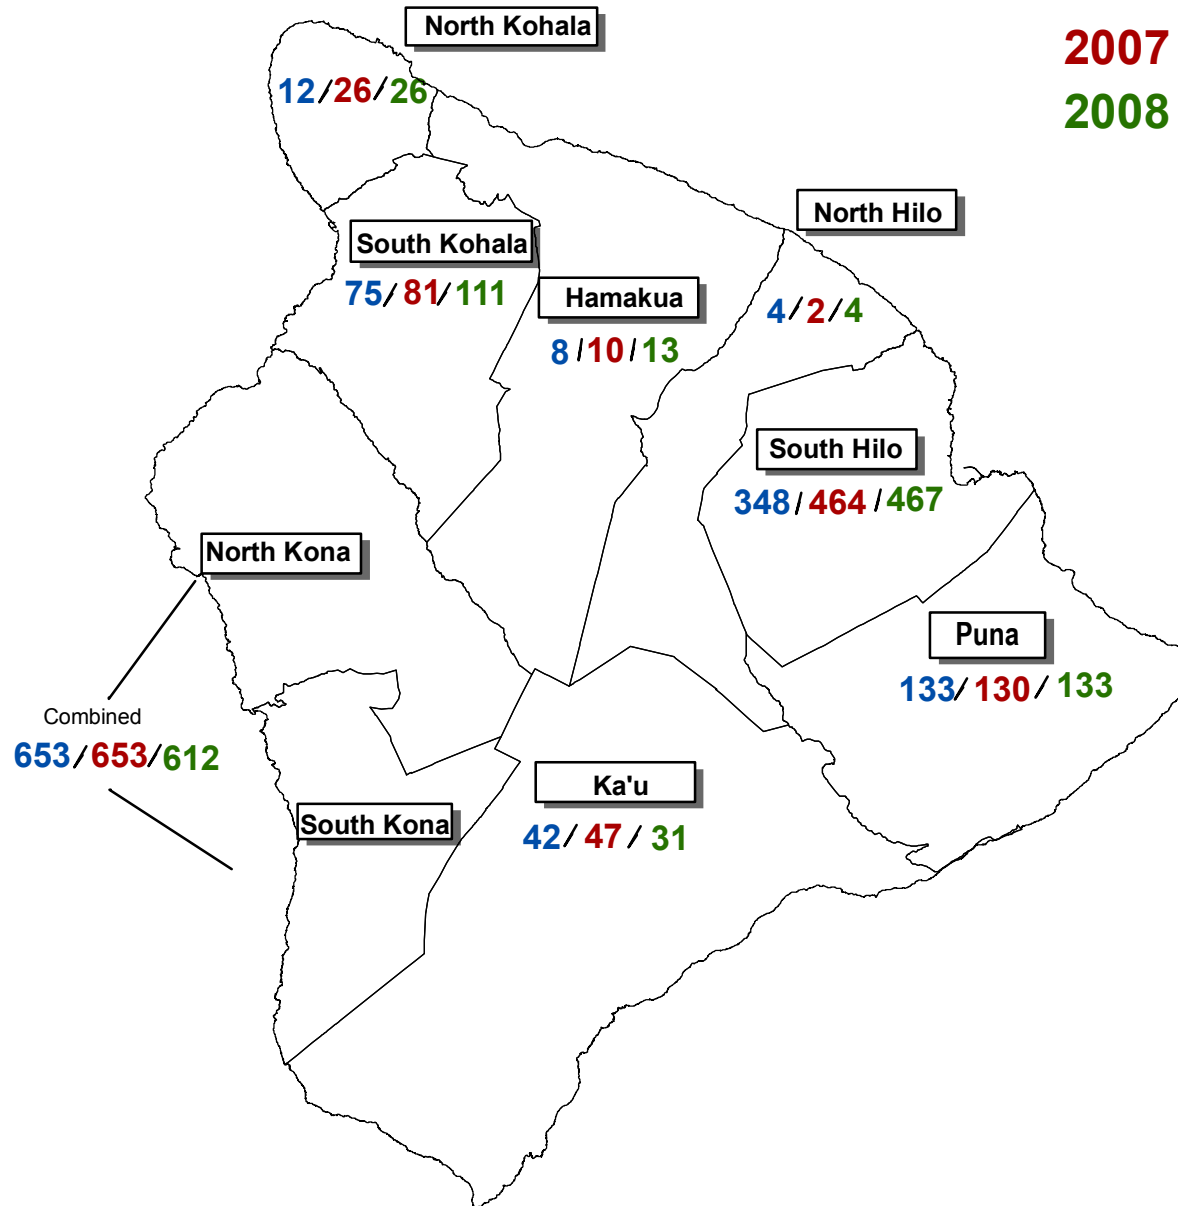 North Kohala
2007
2008
12/26/26
North Hilo
South Kohala
75/ 81/111
Hamakua
8 /10/13
4/2/4
South Hilo
348/ 464 /467
North Kona
Puna
133/ 130 / 133
Combined
653/653/612
Ka'u
42/ 47 / 31
South Kona